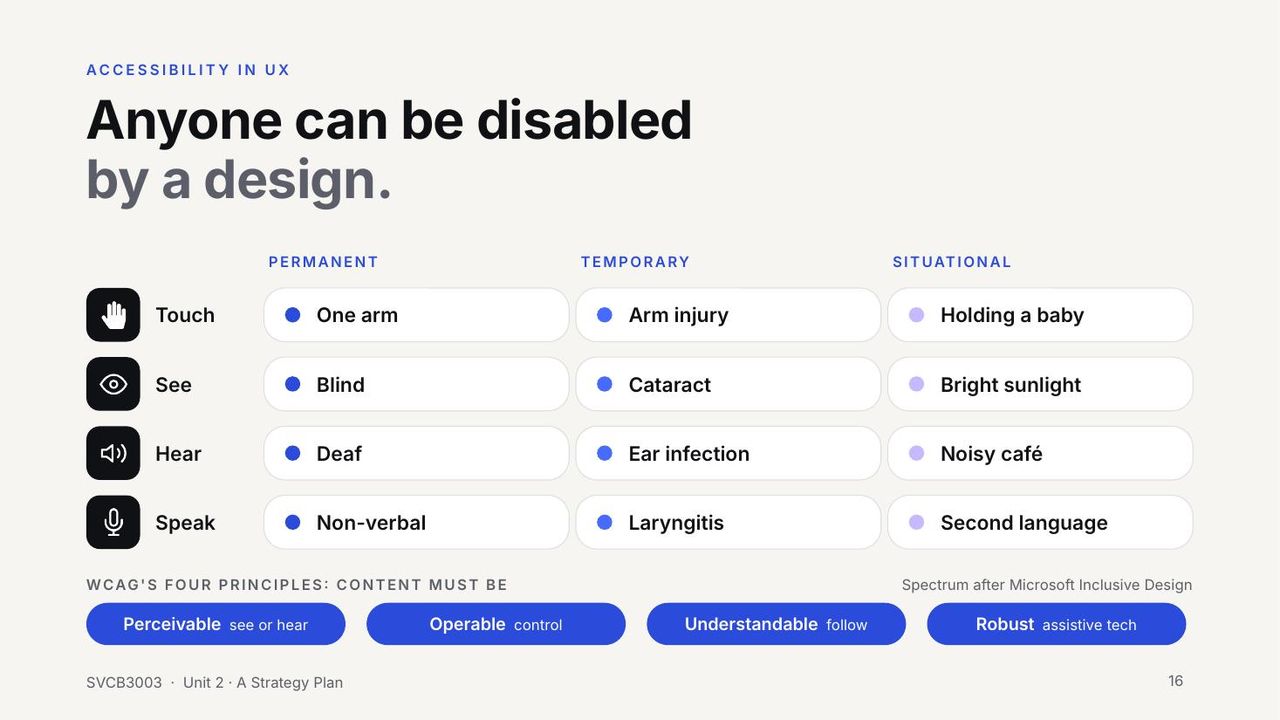 ACCESSIBILITY IN UX
Anyone can be disabled
by a design.
PERMANENT TEMPORARY SITUATIONAL
Touch One arm Arm injury Holding a baby
See Blind Cataract Bright sunlight
Hear Deaf Ear infection Noisy café
Speak Non-verbal Laryngitis Second language
WCAG'S FOUR PRINCIPLES: CONTENT MUST BE Spectrum after Microsoft Inclusive Design
Perceivable see or hear Operable control Understandable follow Robust assistive tech
SVCB3003 · Unit 2 · A Strategy Plan 16